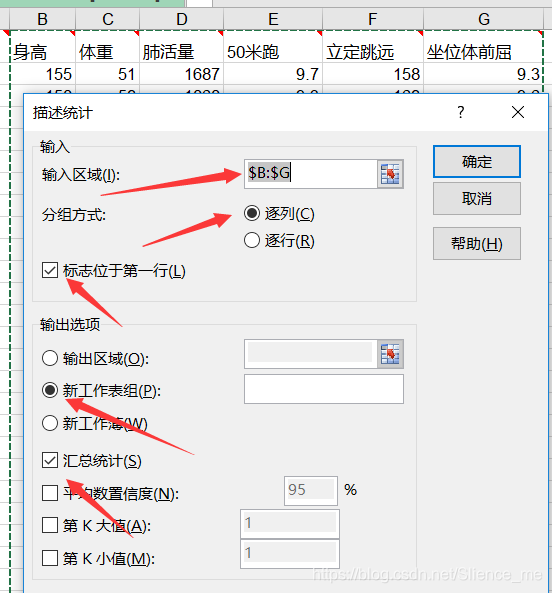 B C D E F G
身高 体重 肺活量 50米跑 立定跳远 坐位体前屈
155 51 1687 9.7 158 9.3
描述统计 ?
输入
输入区域(I): $B:$G
确定
分组方式: 逐列(C)
取消
逐行(R)
帮助(H)
标志位于第一行(L)
输出选项
输出区域(O):
新工作表组(P):
新工作薄(W)
汇总统计(S)
平均数置信度(N): 95 %
第 K 大值(A): 1
第 K 小值(M): 1
https://blog.csdn.net/Slience_me